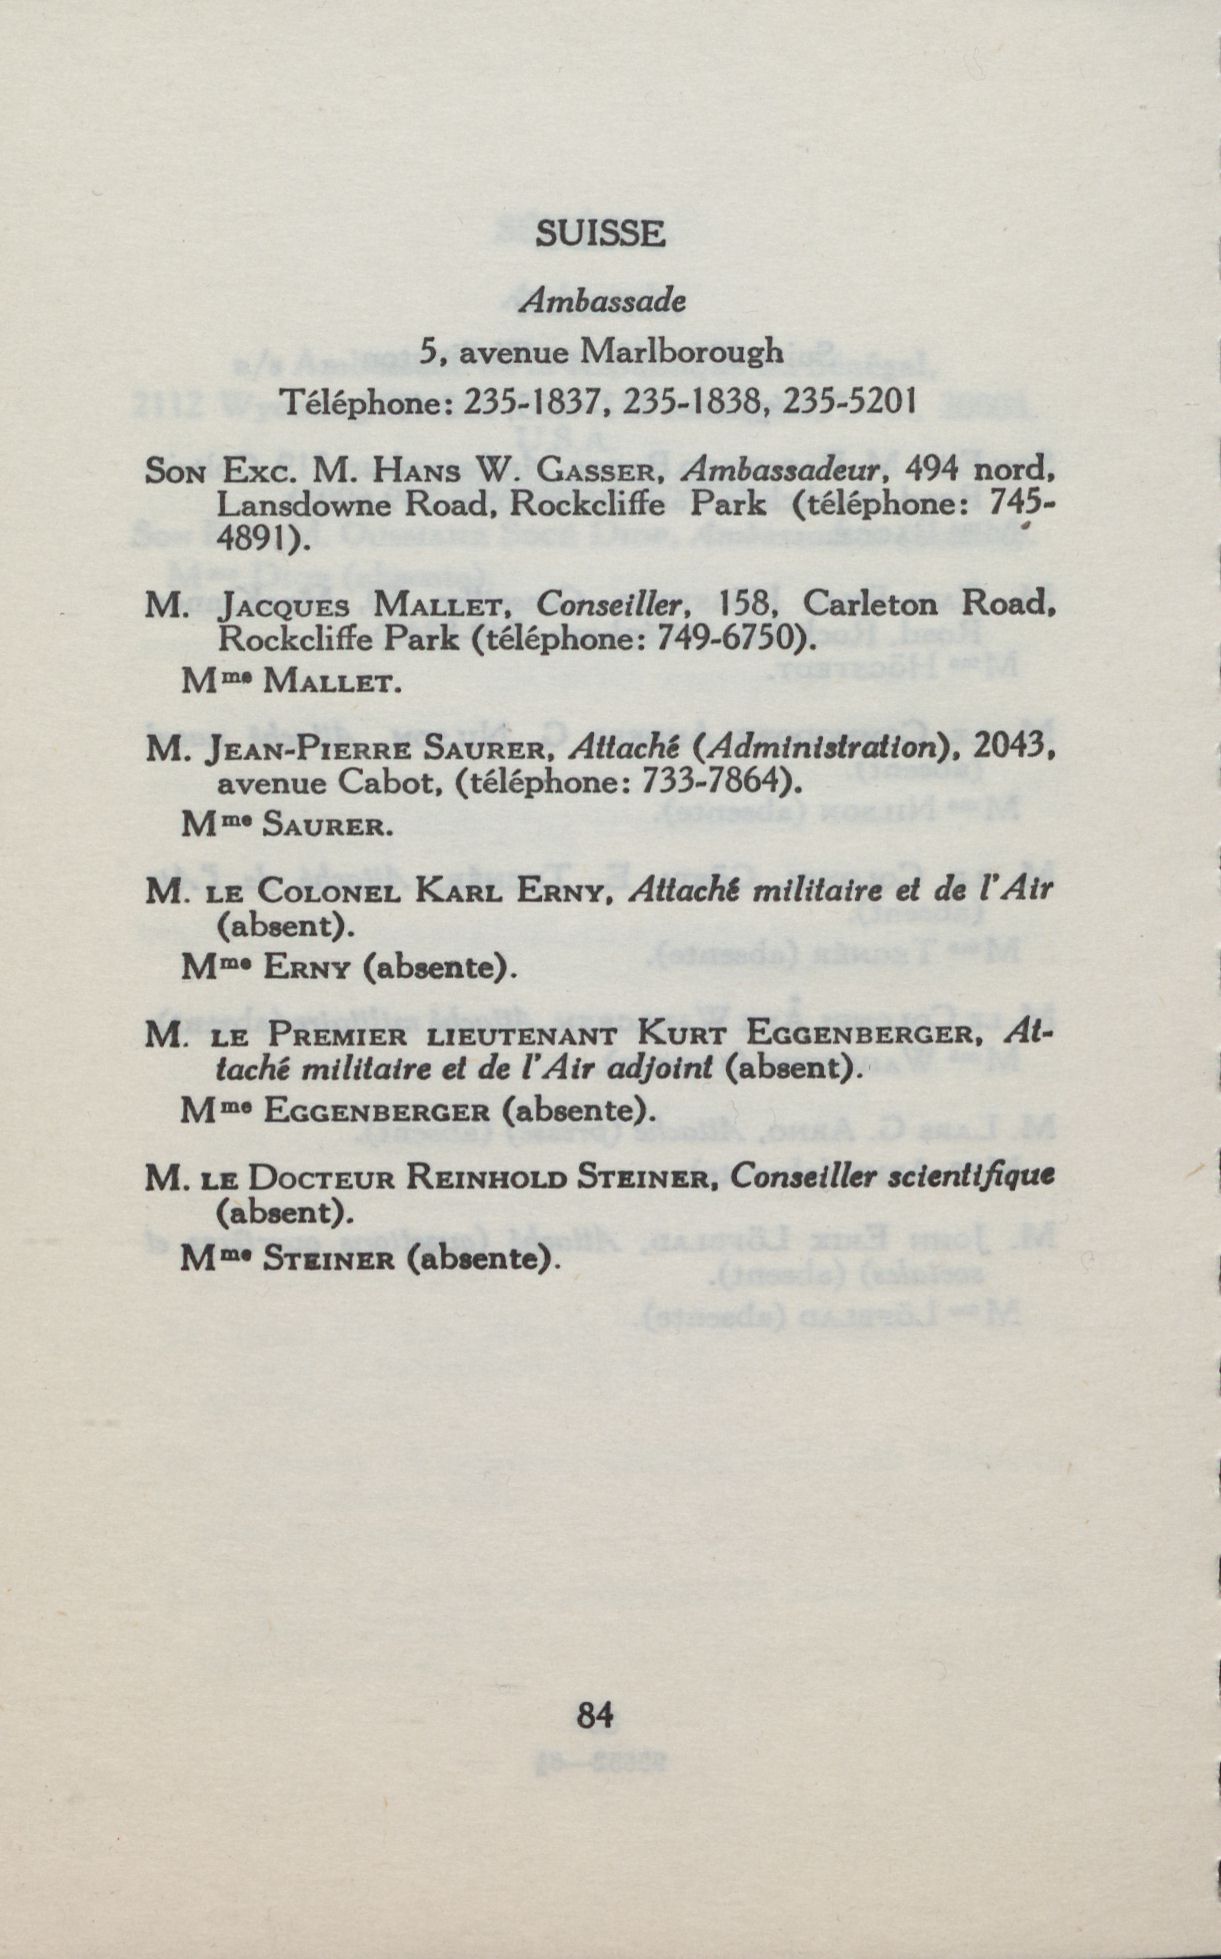 SUISSE
Ambassade
5, avenue Marlborough
Téléphone: 235-1837, 235-1838, 235-5201
SON EXC. M. HANS W. GASSER, Ambassadeur, 494 nord,
Lansdowne Road, Rockcliffe Park (téléphone: 745-
4891).
M. JACQUES MALLET, Conseiller, 158, Carleton Road,
Rockcliffe Park (téléphone: 749-6750).
Mme MALLET.
M. JEAN-PIERRE SAURER, Attaché (Administration), 2043,
avenue Cabot, (téléphone: 733-7864).
Mme SAURER.
M. LE COLONEL KARL ERNY, Attaché militaire et de l'Air
(absent).
Mme ERNY (absente).
M. LE PREMIER LIEUTENANT KURT EGGENBERGER, At-
taché militaire et de l'Air adjoint (absent).
Mme EGGENBERGER (absente).
M. LE DOCTEUR REINHOLD STEINER, Conseiller scientifique
(absent).
Mme STEINER (absente).
84